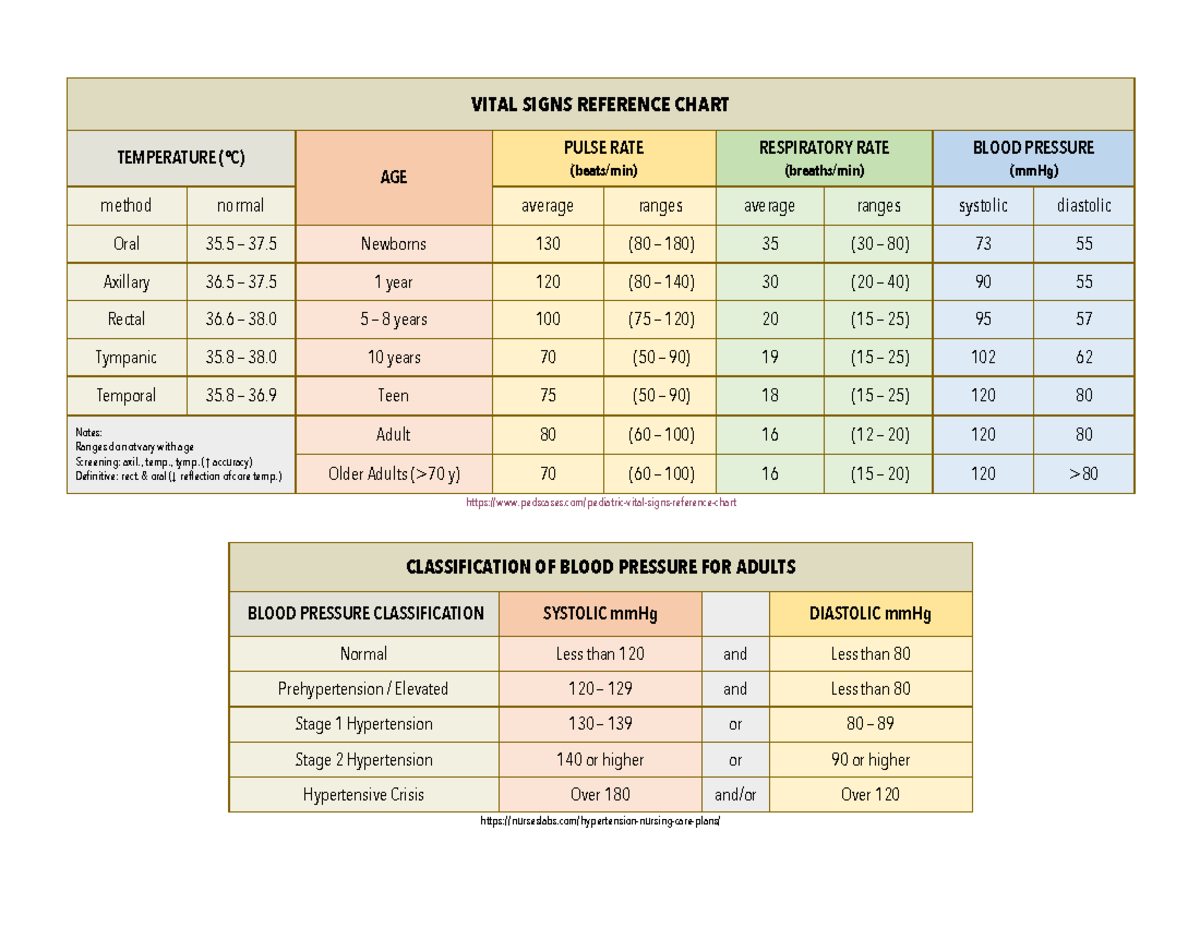 VITAL SIGNS REFERENCE CHART
TEMPERATURE (°C) AGE PULSE RATE (beats/min) RESPIRATORY RATE (breaths/min) BLOOD PRESSURE (mmHg)
method normal average ranges average ranges systolic diastolic
Oral 35.5 – 37.5 Newborns 130 (80 – 180) 35 (30 – 80) 73 55
Axillary 36.5 – 37.5 1 year 120 (80 – 140) 30 (20 – 40) 90 55
Rectal 36.6 – 38.0 5 – 8 years 100 (75 – 120) 20 (15 – 25) 95 57
Tympanic 35.8 – 38.0 10 years 70 (50 – 90) 19 (15 – 25) 102 62
Temporal 35.8 – 36.9 Teen 75 (50 – 90) 18 (15 – 25) 120 80
Notes:
Ranges do not vary with age
Screening: axil., temp., tymp. (↑ accuracy)
Definitive: rect. & oral (↓ reflection of core temp.)
Adult 80 (60 – 100) 16 (12 – 20) 120 80
Older Adults (>70 y) 70 (60 – 100) 16 (15 – 20) 120 >80
https://www.pedscases.com/pediatric-vital-signs-reference-chart
CLASSIFICATION OF BLOOD PRESSURE FOR ADULTS
BLOOD PRESSURE CLASSIFICATION SYSTOLIC mmHg DIASTOLIC mmHg
Normal Less than 120 and Less than 80
Prehypertension / Elevated 120 – 129 and Less than 80
Stage 1 Hypertension 130 – 139 or 80 – 89
Stage 2 Hypertension 140 or higher or 90 or higher
Hypertensive Crisis Over 180 and/or Over 120
https://nurseslabs.com/hypertension-nursing-care-plans/